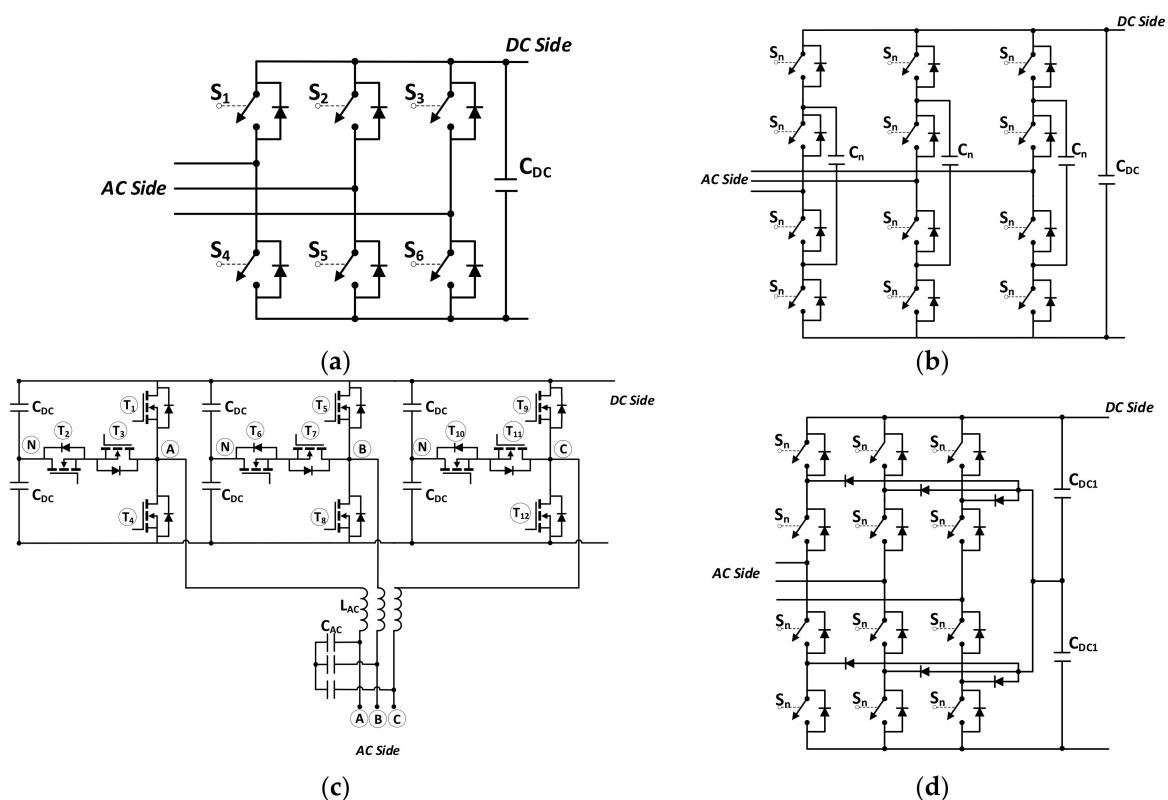 DC Side
S1 S2 S3
CDC
AC Side
S4 S5 S6
(a)
DC Side
Sn Sn Sn
Sn Sn Sn
Cn Cn Cn
CDC
AC Side
Sn Sn Sn
Sn Sn Sn
(b)
DC Side
T1 T5 T9
CDC CDC CDC
T2 T3 T6 T7 T10 T11
N A N B N C
CDC CDC CDC
T4 T8 T12
LAC
CAC
A B C
AC Side
(c)
DC Side
Sn Sn Sn
CDC1
Sn Sn Sn
AC Side
Sn Sn Sn
CDC1
Sn Sn Sn
(d)